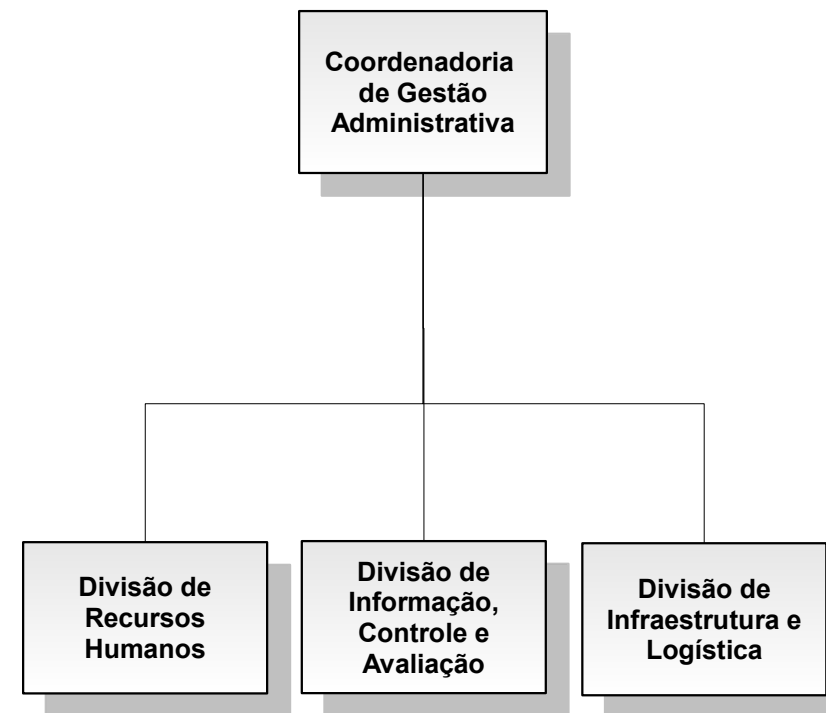 Coordenadoria
de Gestão
Administrativa
Divisão de
Recursos
Humanos
Divisão de
Informação,
Controle e
Avaliação
Divisão de
Infraestrutura e
Logística